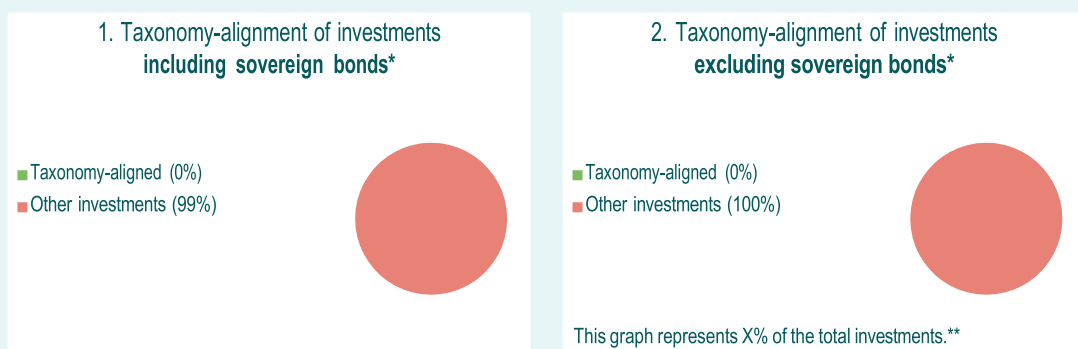 1. Taxonomy-alignment of investments
including sovereign bonds*
Taxonomy-aligned (0%)
Other investments (99%)
2. Taxonomy-alignment of investments
excluding sovereign bonds*
Taxonomy-aligned (0%)
Other investments (100%)
This graph represents X% of the total investments.**